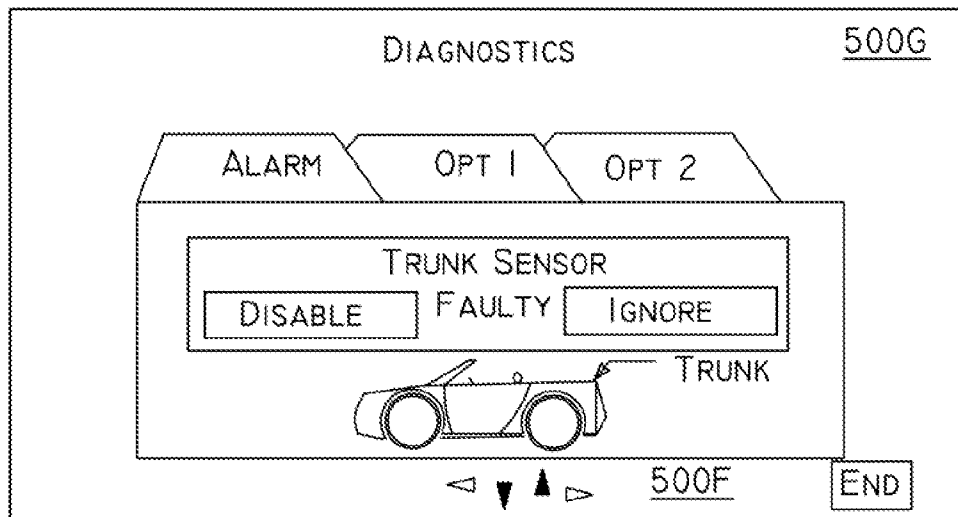 DIAGNOSTICS
500G
ALARM
OPT 1
OPT 2
TRUNK SENSOR
FAULTY
DISABLE
IGNORE
TRUNK
500F
END